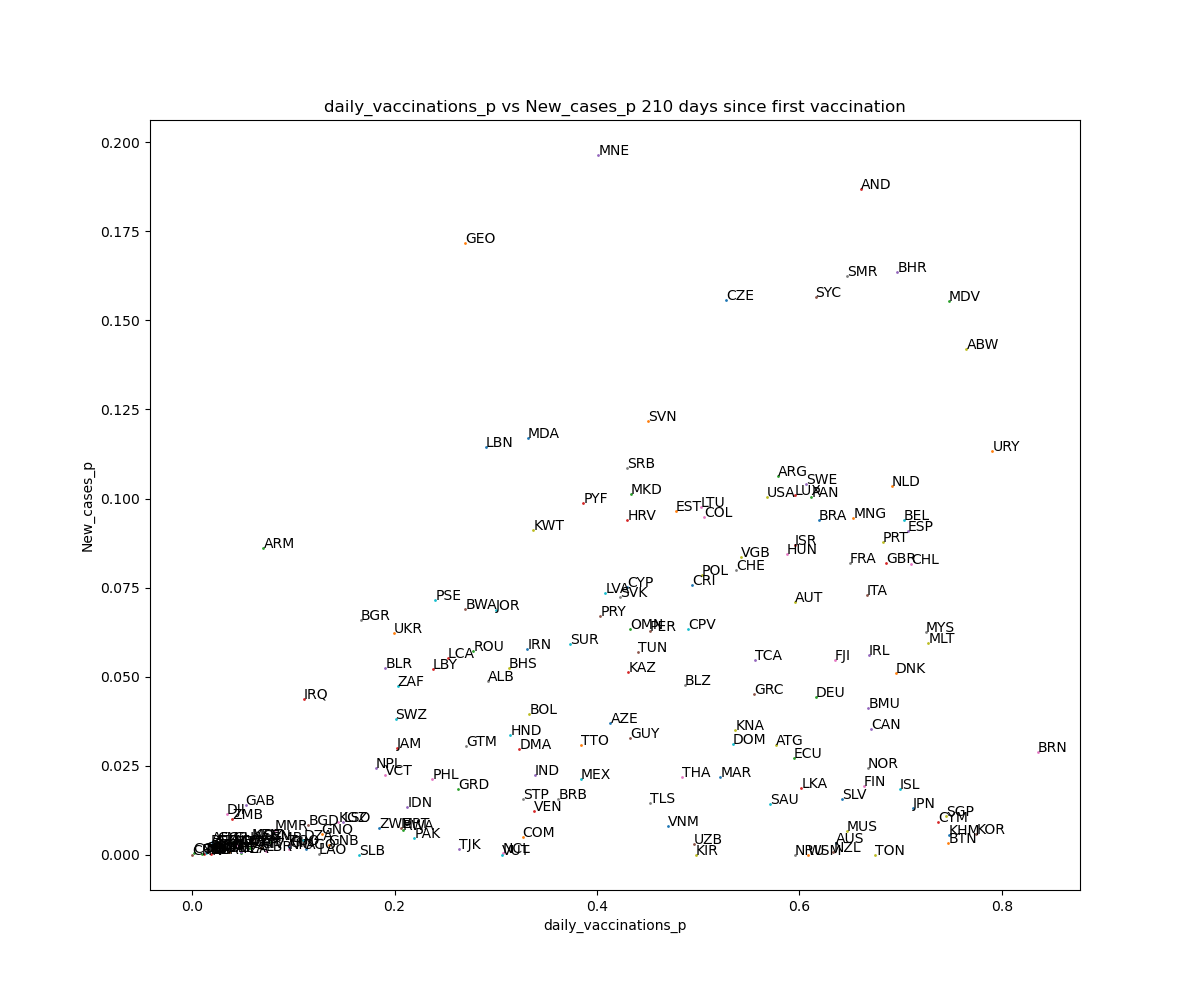 daily_vaccinations_p vs New_cases_p 210 days since first vaccination
0.200
MNE
AND
0.175
GEO
SMR
BHR
CZE
SYC
MDV
0.150
ABW
0.125
SVN
LBN
MDA
URY
SRB
ARG
SWE
NLD
MKD
USA
LUX
PAN
0.100
PYF
EST
LTU
COL
HRV
BRA
MNG
BEL
KWT
ESP
ARM
ISR
PRT
VGB
HUN
FRA
GBR
CHL
POL
CHE
CYP
CRI
LVA
SVK
ITA
0.075
PSE
BWA
JOR
AUT
BGR
PRY
UKR
OMN
PER
CPV
MYS
MLT
LCA
ROU
IRN
SUR
TUN
TCA
FJI
IRL
BLR
LBY
BHS
KAZ
DNK
0.050
ZAF
ALB
BLZ
GRC
DEU
IRQ
BMU
SWZ
BOL
AZE
CAN
HND
GUY
KNA
JAM
GTM
DMA
TTO
DOM
ATG
ECU
BRN
0.025
NPL
VCT
PHL
IND
MEX
THA
MAR
NOR
GRD
LKA
FIN
ISL
GAB
IDN
STP
BRB
TLS
SAU
SLV
DJI
ZMB
VEN
JPN
SGP
CYM
MMR
BGD
KGZ
GNQ
ZWE
PAK
VNM
MUS
KHM
KOR
COM
UZB
AUS
BTN
GNB
TJK
NZL
LAO
SLB
KIR
WSM
TON
0.000
0.0
0.2
0.4
0.6
0.8
New_cases_p
daily_vaccinations_p